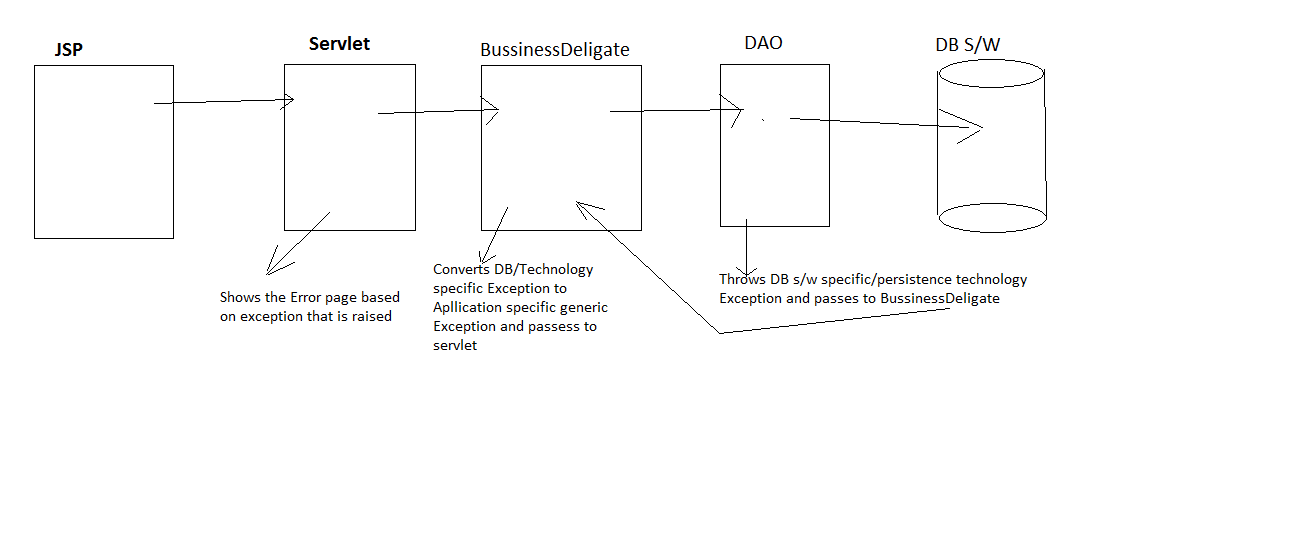 JSP
Servlet
BussinessDeligate
DAO
DB S/W
Shows the Error page based
on exception that is raised
Converts DB/Technology
specific Exception to
Apllication specific generic
Exception and passess to
servlet
Throws DB s/w specific/persistence technology
Exception and passes to BussinessDeligate